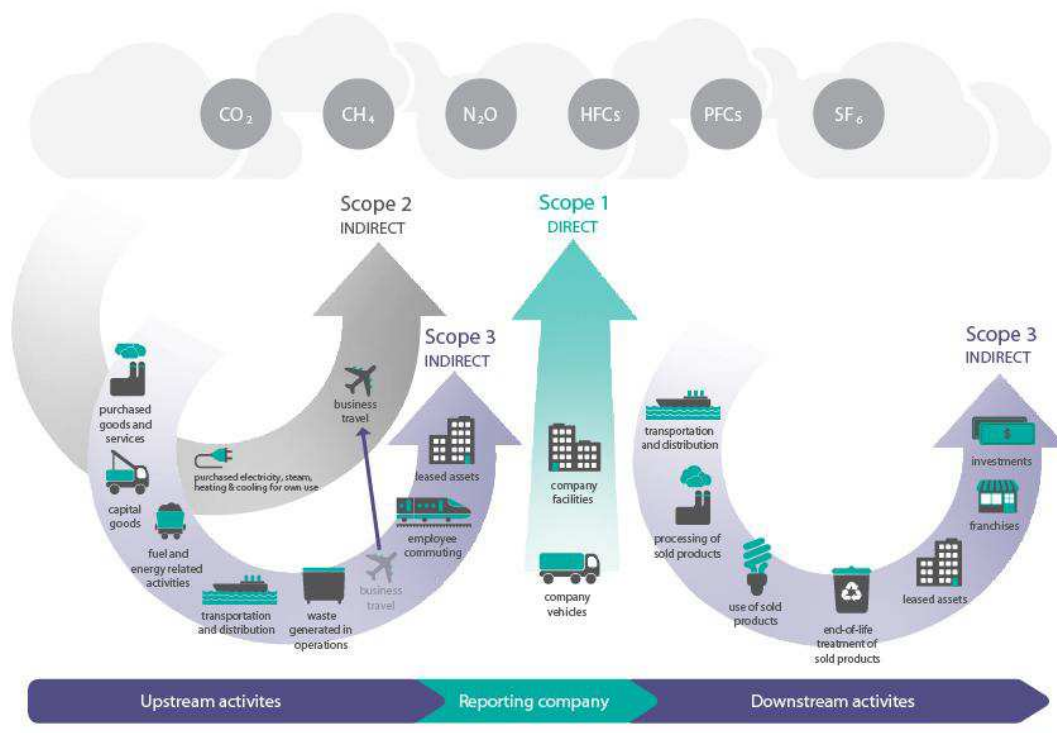 CO2
CH4
N2O
HFCs
PFCs
SF6
Scope 2
INDIRECT
Scope 1
DIRECT
Scope 3
INDIRECT
Scope 3
INDIRECT
purchased
goods and
services
capital
goods
fuel and
energy related
activities
purchased electricity, steam,
heating & cooling for own use
business
travel
transportation
and distribution
waste
generated in
operations
business
travel
employee
commuting
leased assets
company
facilities
company
vehicles
transportation
and distribution
processing of
sold products
use of sold
products
end-of-life
treatment of
sold products
leased assets
franchises
investments
$
Upstream activites
Reporting company
Downstream activites